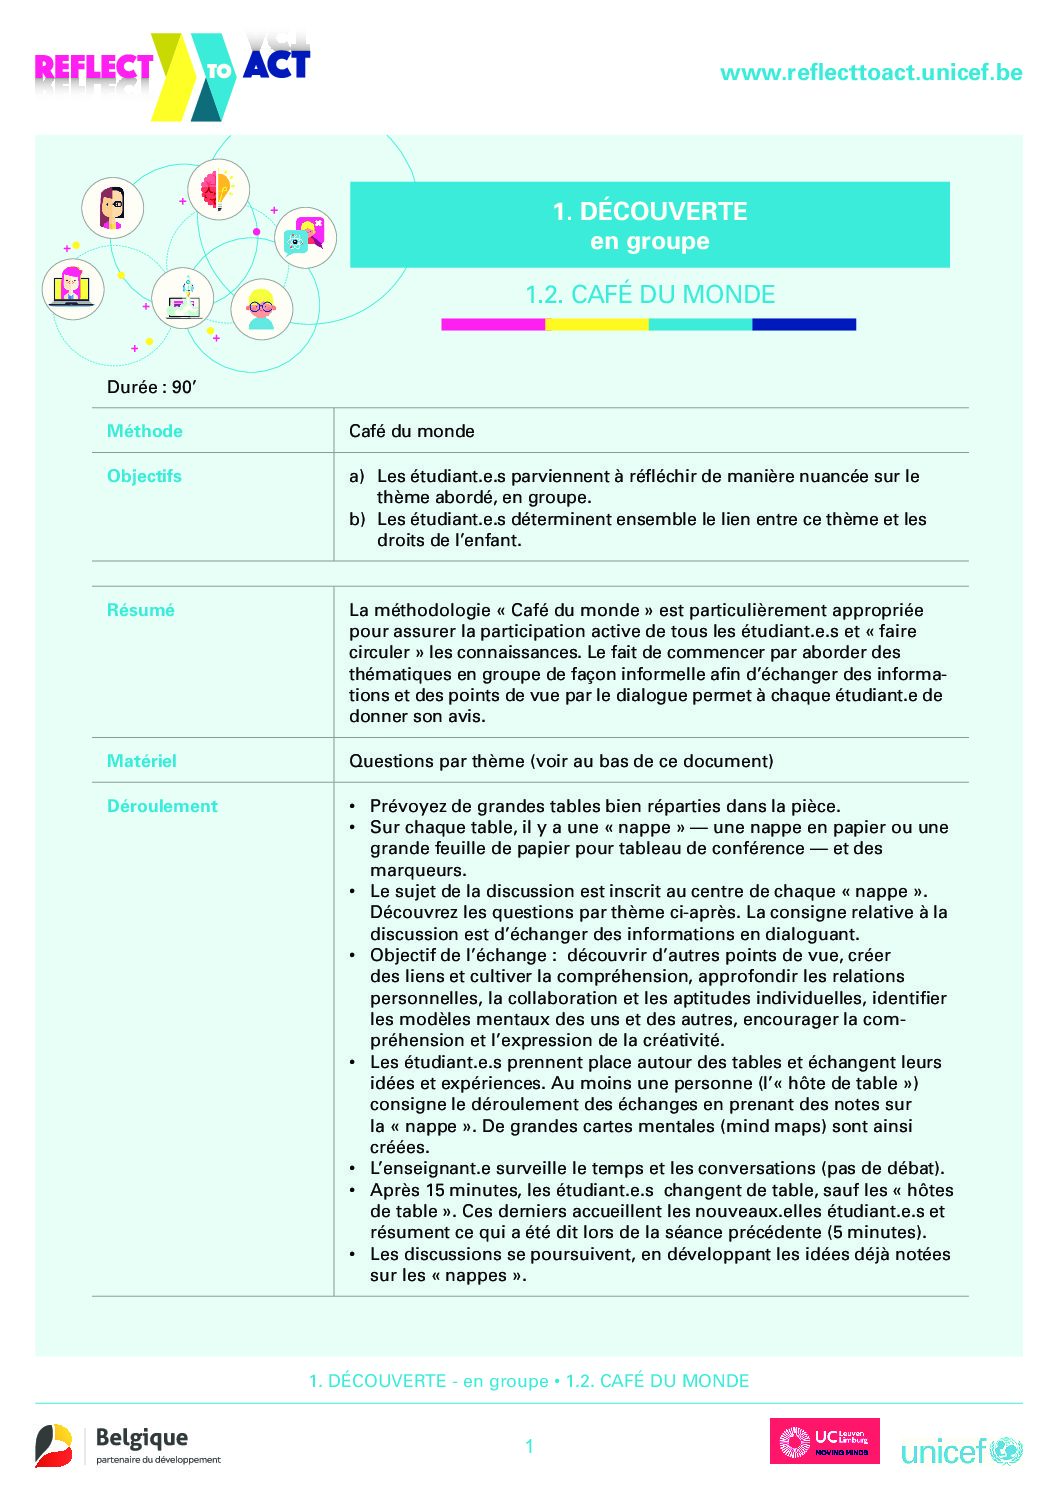 REFLECT TO ACT
www.reflecttoact.unicef.be
1. DÉCOUVERTE
en groupe
1.2. CAFÉ DU MONDE
Durée : 90’
Méthode
Café du monde
Objectifs
a) Les étudiant.e.s parviennent à réfléchir de manière nuancée sur le
thème abordé, en groupe.
b) Les étudiant.e.s déterminent ensemble le lien entre ce thème et les
droits de l’enfant.
Résumé
La méthodologie « Café du monde » est particulièrement appropriée
pour assurer la participation active de tous les étudiant.e.s et « faire
circuler » les connaissances. Le fait de commencer par aborder des
thématiques en groupe de façon informelle afin d’échanger des informa-
tions et des points de vue par le dialogue permet à chaque étudiant.e de
donner son avis.
Matériel
Questions par thème (voir au bas de ce document)
Déroulement
• Prévoyez de grandes tables bien réparties dans la pièce.
• Sur chaque table, il y a une « nappe » — une nappe en papier ou une
grande feuille de papier pour tableau de conférence — et des
marqueurs.
• Le sujet de la discussion est inscrit au centre de chaque « nappe ».
Découvrez les questions par thème ci-après. La consigne relative à la
discussion est d’échanger des informations en dialoguant.
• Objectif de l’échange : découvrir d’autres points de vue, créer
des liens et cultiver la compréhension, approfondir les relations
personnelles, la collaboration et les aptitudes individuelles, identifier
les modèles mentaux des uns et des autres, encourager la com-
préhension et l’expression de la créativité.
• Les étudiant.e.s prennent place autour des tables et échangent leurs
idées et expériences. Au moins une personne (l’« hôte de table »)
consigne le déroulement des échanges en prenant des notes sur
la « nappe ». De grandes cartes mentales (mind maps) sont ainsi
créées.
• L’enseignant.e surveille le temps et les conversations (pas de débat).
• Après 15 minutes, les étudiant.e.s changent de table, sauf les « hôtes
de table ». Ces derniers accueillent les nouveaux.elles étudiant.e.s et
résument ce qui a été dit lors de la séance précédente (5 minutes).
• Les discussions se poursuivent, en développant les idées déjà notées
sur les « nappes ».
1. DÉCOUVERTE - en groupe • 1.2. CAFÉ DU MONDE
Belgique
partenaire du développement
1
UC Leuven
Limburg
MOVING MINDS
unicef